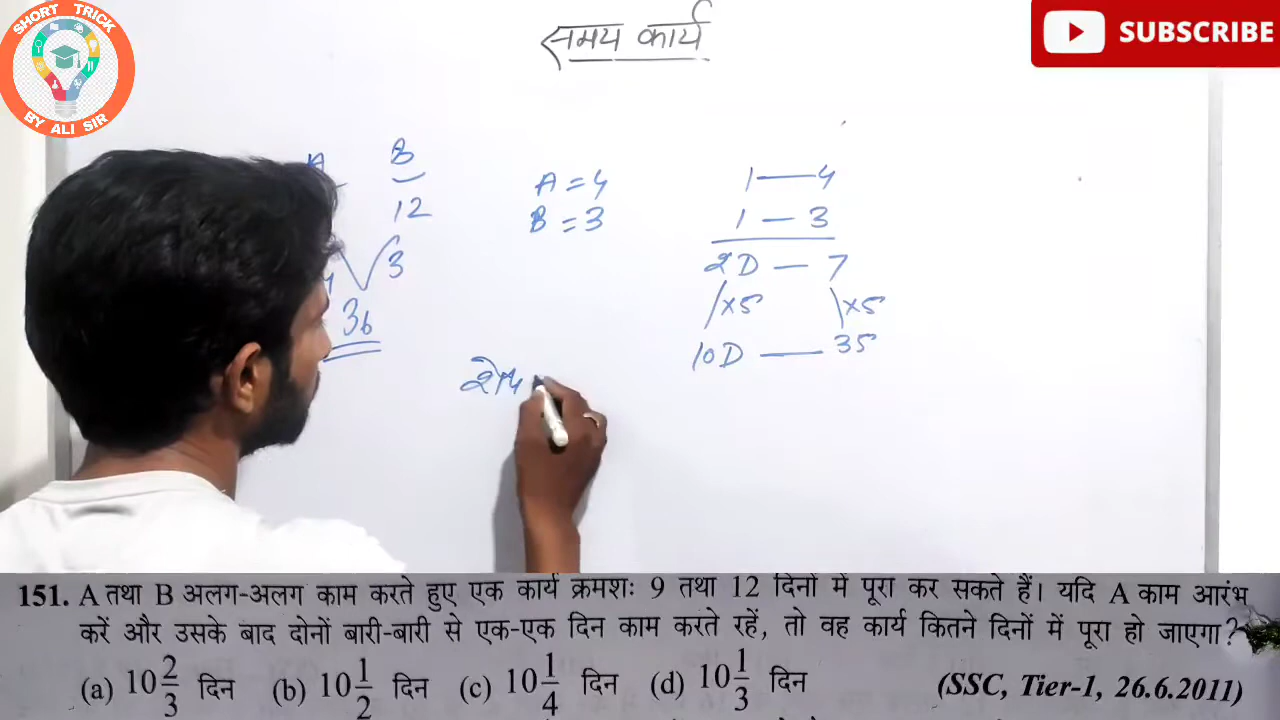 SHORT TRICK
BY ALI SIR
SUBSCRIBE
समय कार्य
B
12
3
36
A = 4
B = 3
1 — 4
1 — 3
2D — 7
×5 ×5
10D — 35
151. A तथा B अलग-अलग काम करते हुए एक कार्य क्रमशः 9 तथा 12 दिनों में पूरा कर सकते हैं। यदि A काम आरंभ
करें और उसके बाद दोनों बारी-बारी से एक-एक दिन काम करते रहें, तो वह कार्य कितने दिनों में पूरा हो जाएगा?
(a) 10 2/3 दिन (b) 10 1/2 दिन (c) 10 1/4 दिन (d) 10 1/3 दिन (SSC, Tier-1, 26.6.2011)